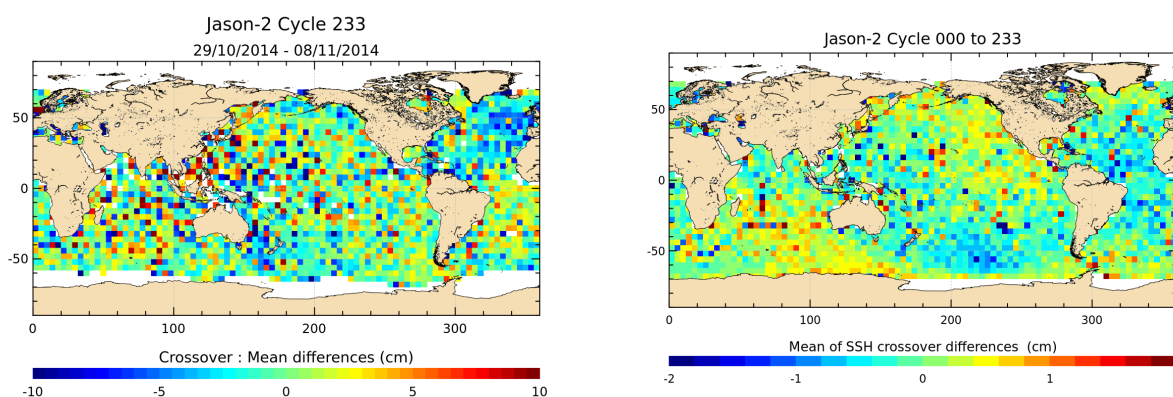 Jason-2 Cycle 233
29/10/2014 - 08/11/2014
50
0
-50
0 100 200 300
Crossover : Mean differences (cm)
-10 -5 0 5 10
Jason-2 Cycle 000 to 233
50
0
-50
0 100 200 300
Mean of SSH crossover differences (cm)
-2 -1 0 1